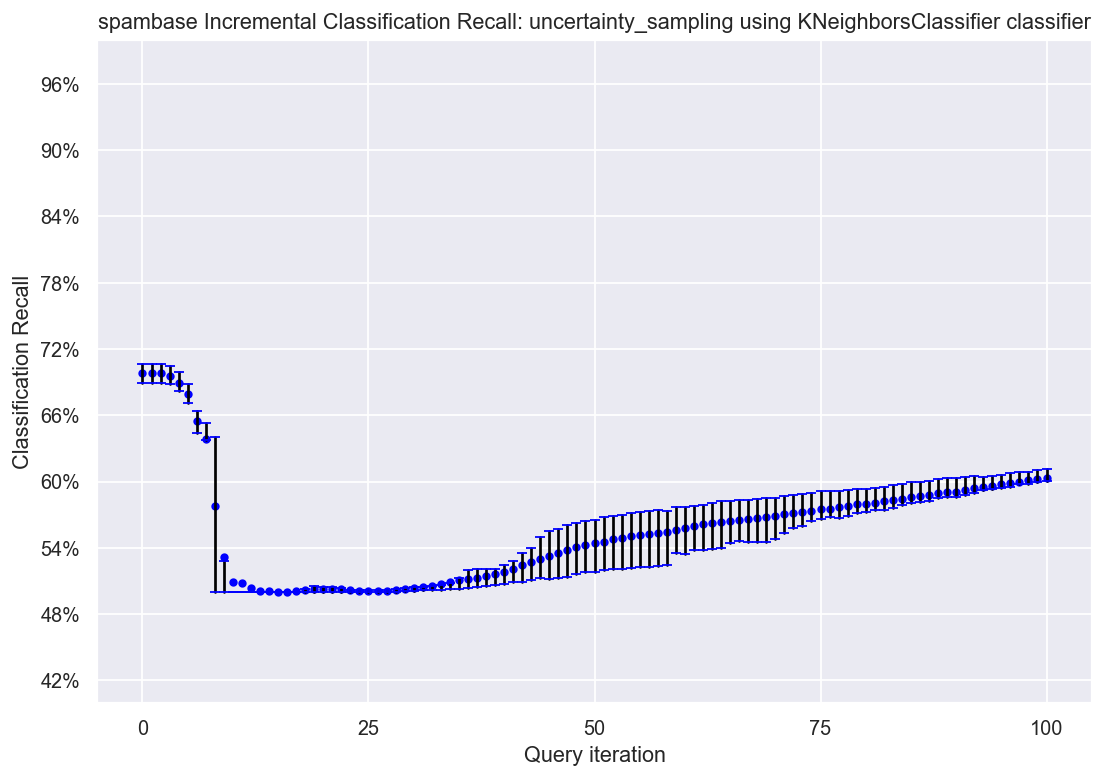 spambase Incremental Classification Recall: uncertainty_sampling using KNeighborsClassifier classifier
96%
90%
84%
78%
72%
66%
60%
54%
48%
42%
Classification Recall
0 25 50 75 100
Query iteration